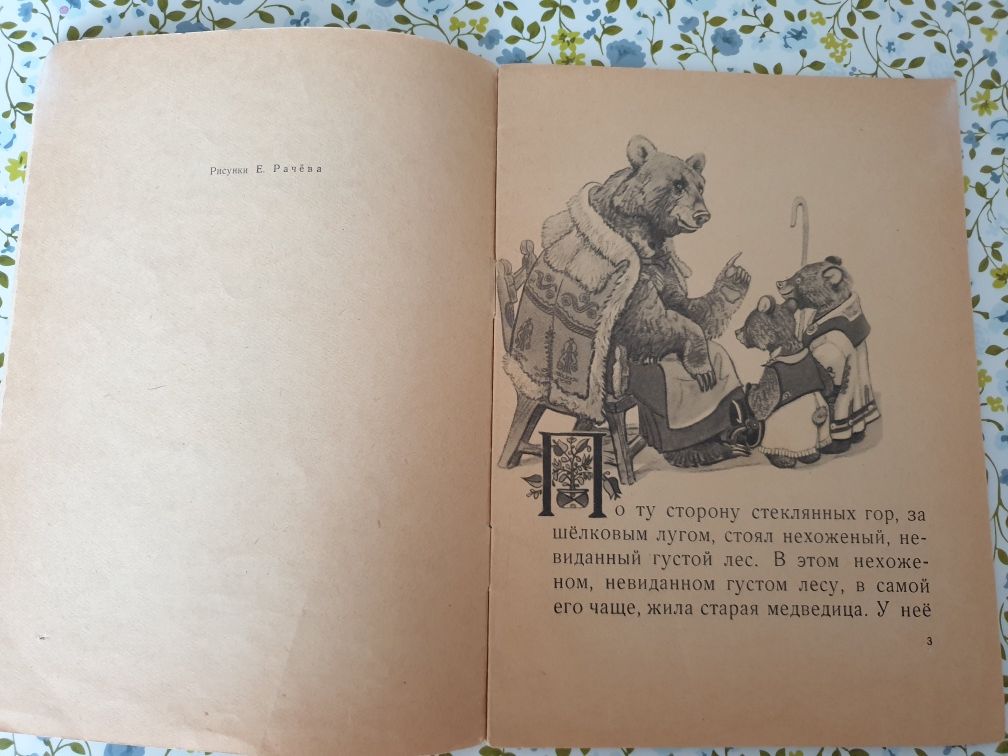 Рисунки Е. Рачёва
По ту сторону стеклянных гор, за
шёлковым лугом, стоял нехоженый, не-
виданный густой лес. В этом нехоже-
ном, невиданном густом лесу, в самой
его чаще, жила старая медведица. У неё
3